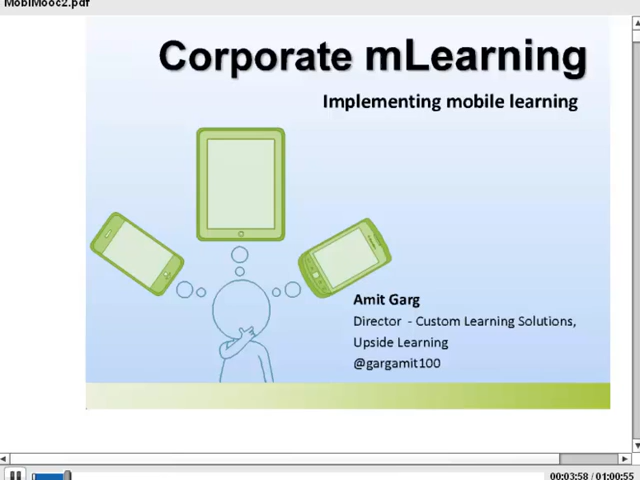 MobiMooc2.pdf
Corporate mLearning
Implementing mobile learning
Amit Garg
Director - Custom Learning Solutions,
Upside Learning
@gargamit100
00:03:58 / 01:00:55